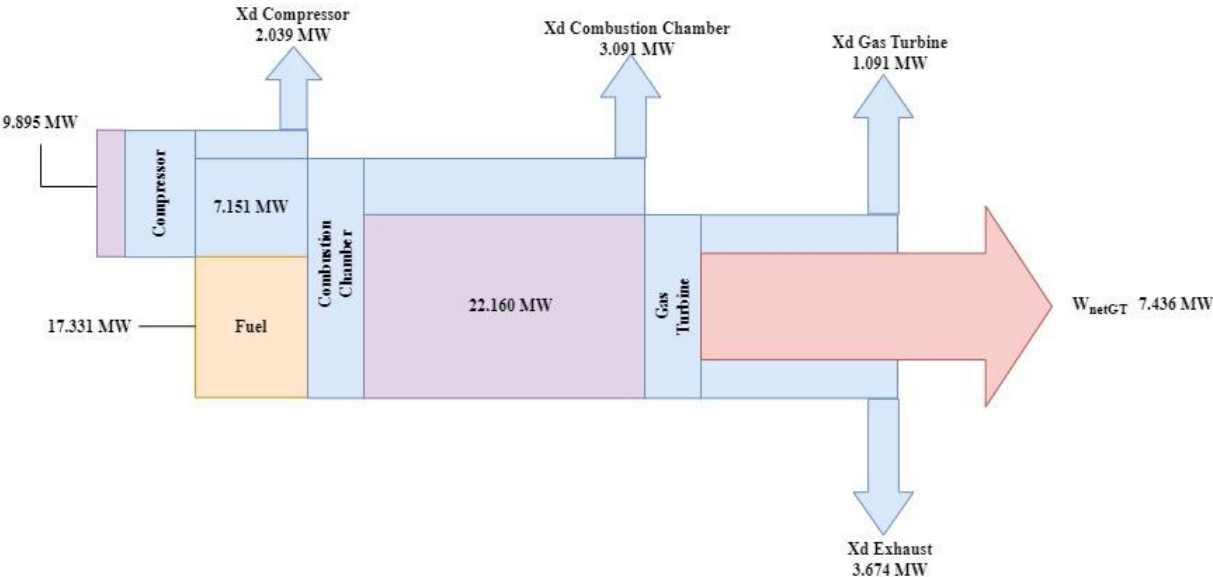 Xd Compressor
2.039 MW
Xd Combustion Chamber
3.091 MW
Xd Gas Turbine
1.091 MW
9.895 MW
Compressor
7.151 MW
Combustion
Chamber
22.160 MW
Gas
Turbine
WnetGT 7.436 MW
17.331 MW
Fuel
Xd Exhaust
3.674 MW